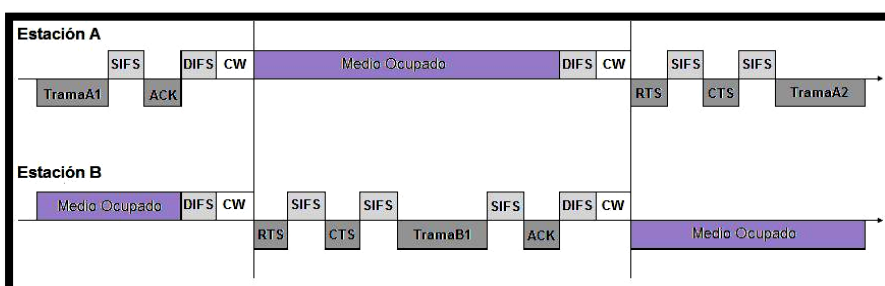 Estación A
SIFS DIFS CW Medio Ocupado DIFS CW SIFS SIFS
TramaA1 ACK RTS CTS TramaA2
Estación B
Medio Ocupado DIFS CW SIFS SIFS SIFS DIFS CW
RTS CTS TramaB1 ACK Medio Ocupado